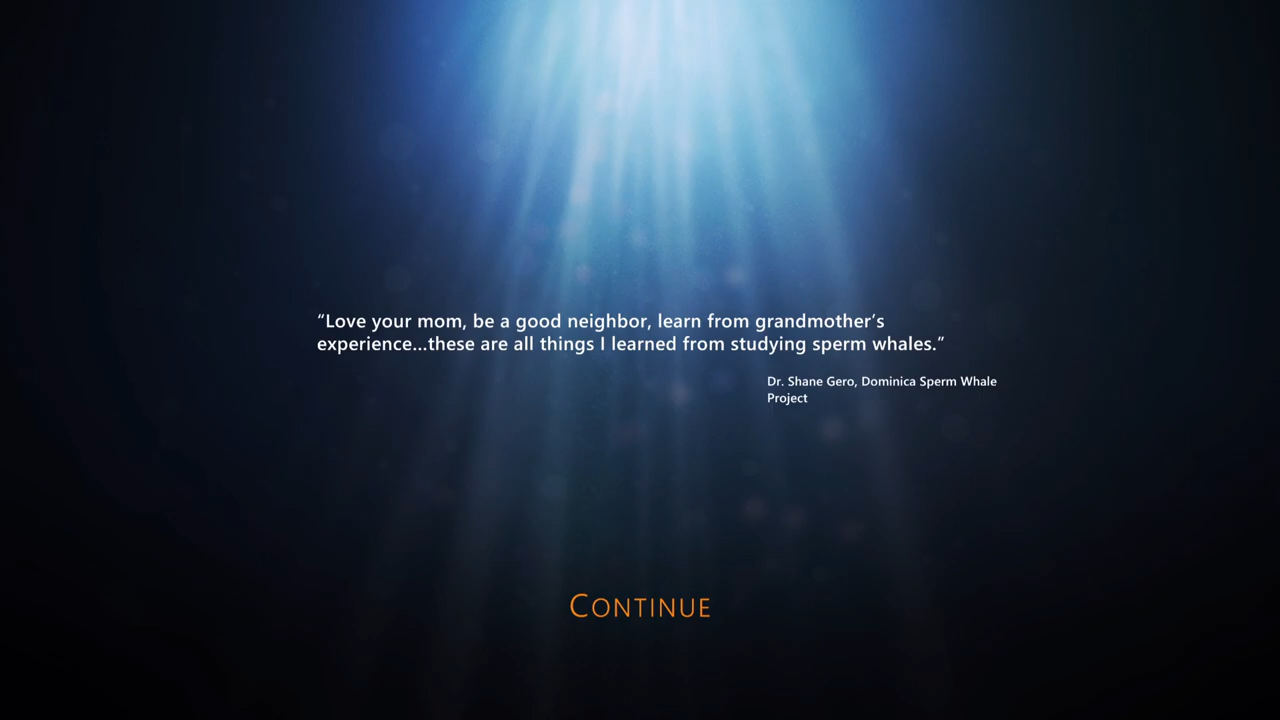 “Love your mom, be a good neighbor, learn from grandmother’s
experience...these are all things I learned from studying sperm whales.”
Dr. Shane Gero, Dominica Sperm Whale
Project
CONTINUE